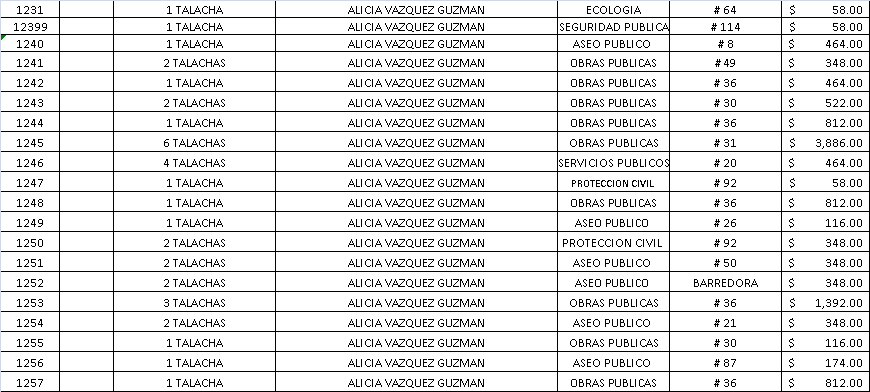 1231 1 TALACHA ALICIA VAZQUEZ GUZMAN ECOLOGIA # 64 $ 58.00
12399 1 TALACHA ALICIA VAZQUEZ GUZMAN SEGURIDAD PUBLICA # 114 $ 58.00
1240 1 TALACHA ALICIA VAZQUEZ GUZMAN ASEO PUBLICO # 8 $ 464.00
1241 2 TALACHAS ALICIA VAZQUEZ GUZMAN OBRAS PUBLICAS # 49 $ 348.00
1242 1 TALACHA ALICIA VAZQUEZ GUZMAN OBRAS PUBLICAS # 36 $ 464.00
1243 2 TALACHAS ALICIA VAZQUEZ GUZMAN OBRAS PUBLICAS # 30 $ 522.00
1244 1 TALACHA ALICIA VAZQUEZ GUZMAN OBRAS PUBLICAS # 36 $ 812.00
1245 6 TALACHAS ALICIA VAZQUEZ GUZMAN OBRAS PUBLICAS # 31 $ 3,886.00
1246 4 TALACHAS ALICIA VAZQUEZ GUZMAN SERVICIOS PUBLICOS # 20 $ 464.00
1247 1 TALACHA ALICIA VAZQUEZ GUZMAN PROTECCION CIVIL # 92 $ 58.00
1248 1 TALACHA ALICIA VAZQUEZ GUZMAN OBRAS PUBLICAS # 36 $ 812.00
1249 1 TALACHA ALICIA VAZQUEZ GUZMAN ASEO PUBLICO # 26 $ 116.00
1250 2 TALACHAS ALICIA VAZQUEZ GUZMAN PROTECCION CIVIL # 92 $ 348.00
1251 2 TALACHAS ALICIA VAZQUEZ GUZMAN ASEO PUBLICO # 50 $ 348.00
1252 2 TALACHAS ALICIA VAZQUEZ GUZMAN ASEO PUBLICO BARREDORA $ 348.00
1253 3 TALACHAS ALICIA VAZQUEZ GUZMAN OBRAS PUBLICAS # 36 $ 1,392.00
1254 2 TALACHAS ALICIA VAZQUEZ GUZMAN ASEO PUBLICO # 21 $ 348.00
1255 1 TALACHA ALICIA VAZQUEZ GUZMAN OBRAS PUBLICAS # 30 $ 116.00
1256 1 TALACHA ALICIA VAZQUEZ GUZMAN ASEO PUBLICO # 87 $ 174.00
1257 1 TALACHA ALICIA VAZQUEZ GUZMAN OBRAS PUBLICAS # 36 $ 812.00